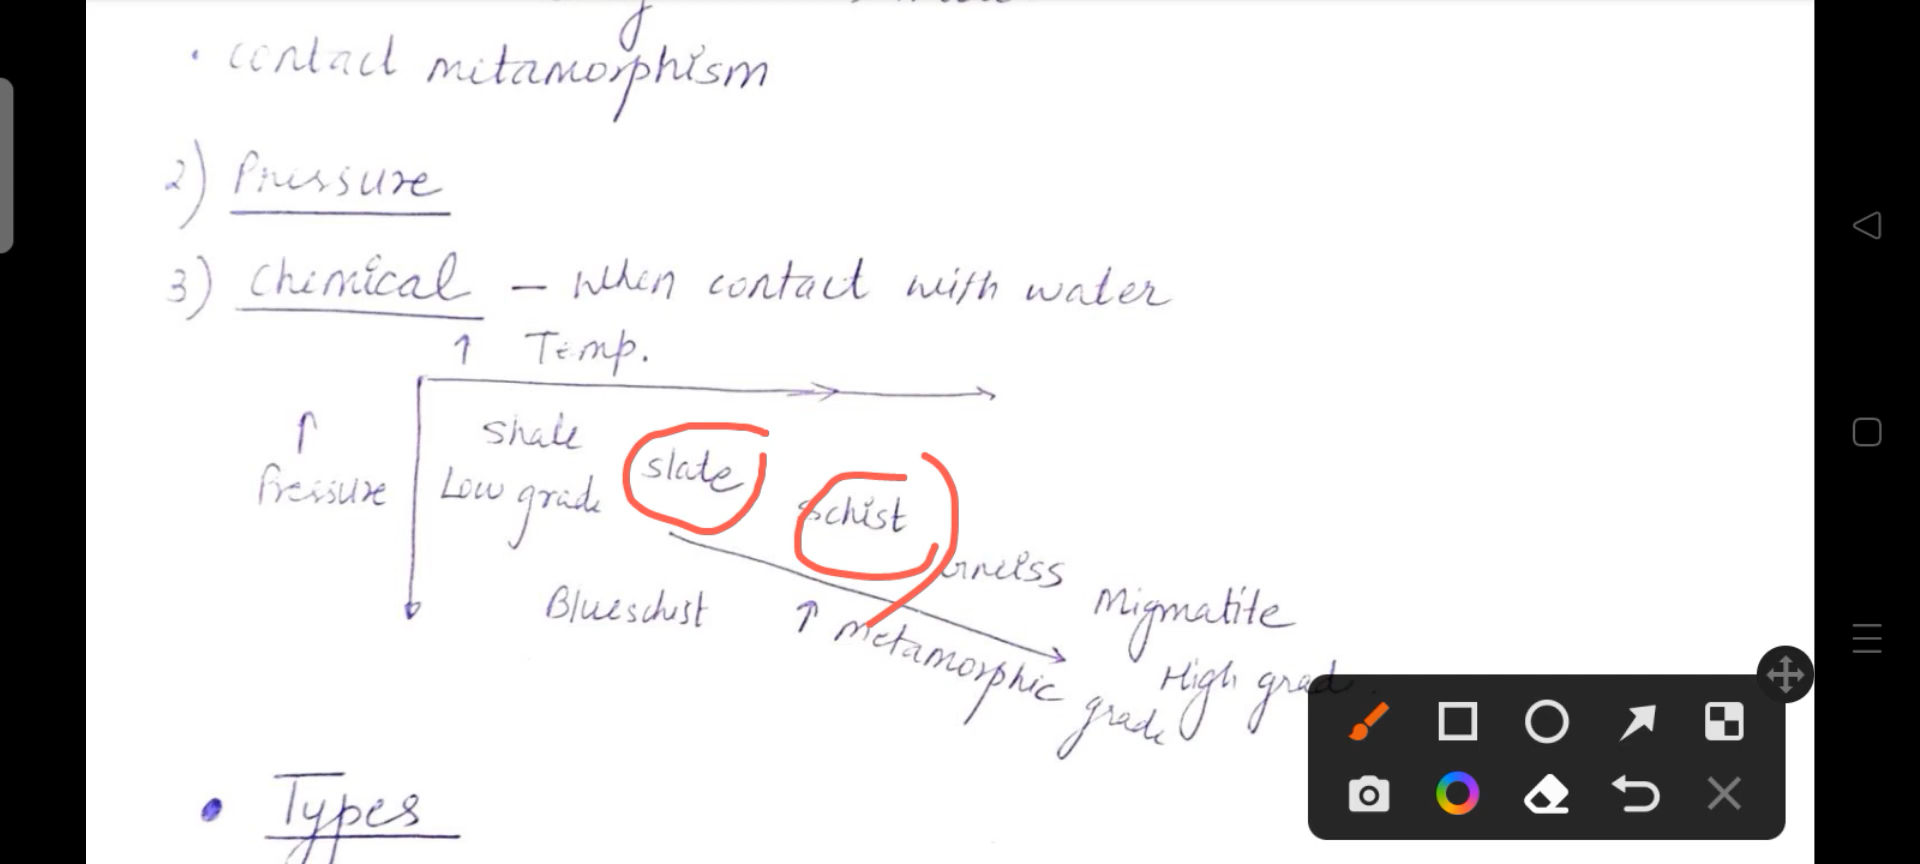 • contact metamorphism
2) Pressure
3) Chemical – When contact with water
↑ Temp.
↑ Pressure
Shale
Low grade
slate
schist
Gneiss
Migmatite
Blueschist
↑ metamorphic grade
High grade
• Types